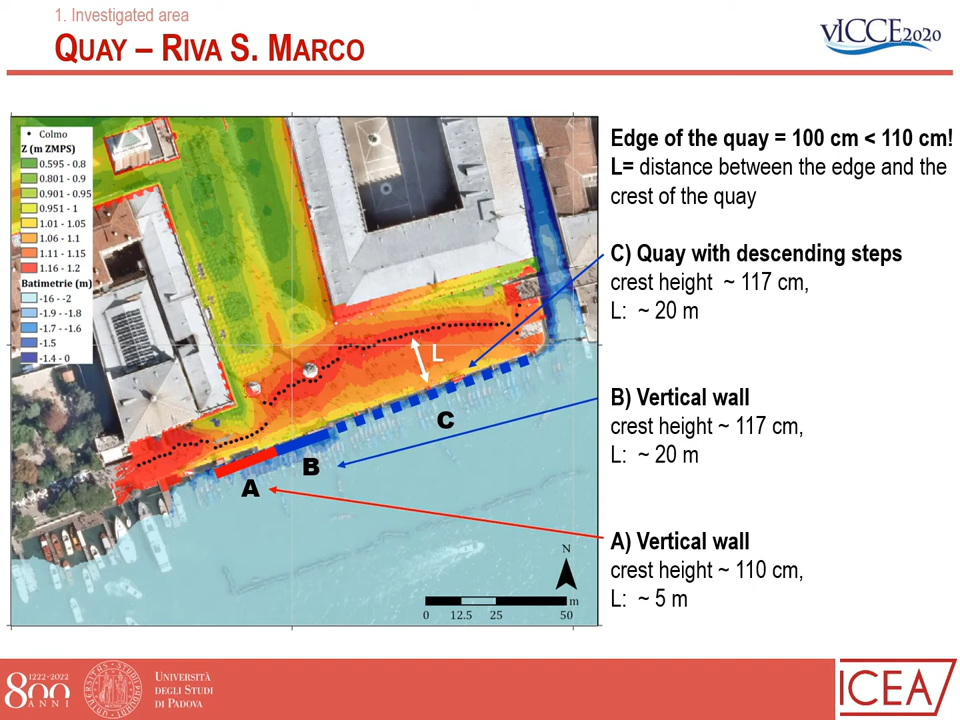 1. Investigated area
QUAY – RIVA S. MARCO
vICCE2020
Colmo
Z (m ZMPS)
0.595 - 0.8
0.801 - 0.9
0.901 - 0.95
0.951 - 1
1.01 - 1.05
1.06 - 1.1
1.11 - 1.15
1.16 - 1.2
Batimetrie (m)
-16 - -2
-1.9 - -1.8
-1.7 - -1.6
-1.5
-1.4 - 0
L
C
B
A
N
m
0 12.5 25 50
Edge of the quay = 100 cm < 110 cm!
L= distance between the edge and the
crest of the quay
C) Quay with descending steps
crest height ~ 117 cm,
L: ~ 20 m
B) Vertical wall
crest height ~ 117 cm,
L: ~ 20 m
A) Vertical wall
crest height ~ 110 cm,
L: ~ 5 m
1222·2022
800
ANNI
UNIVERSITÀ
DEGLI STUDI
DI PADOVA
ICEA